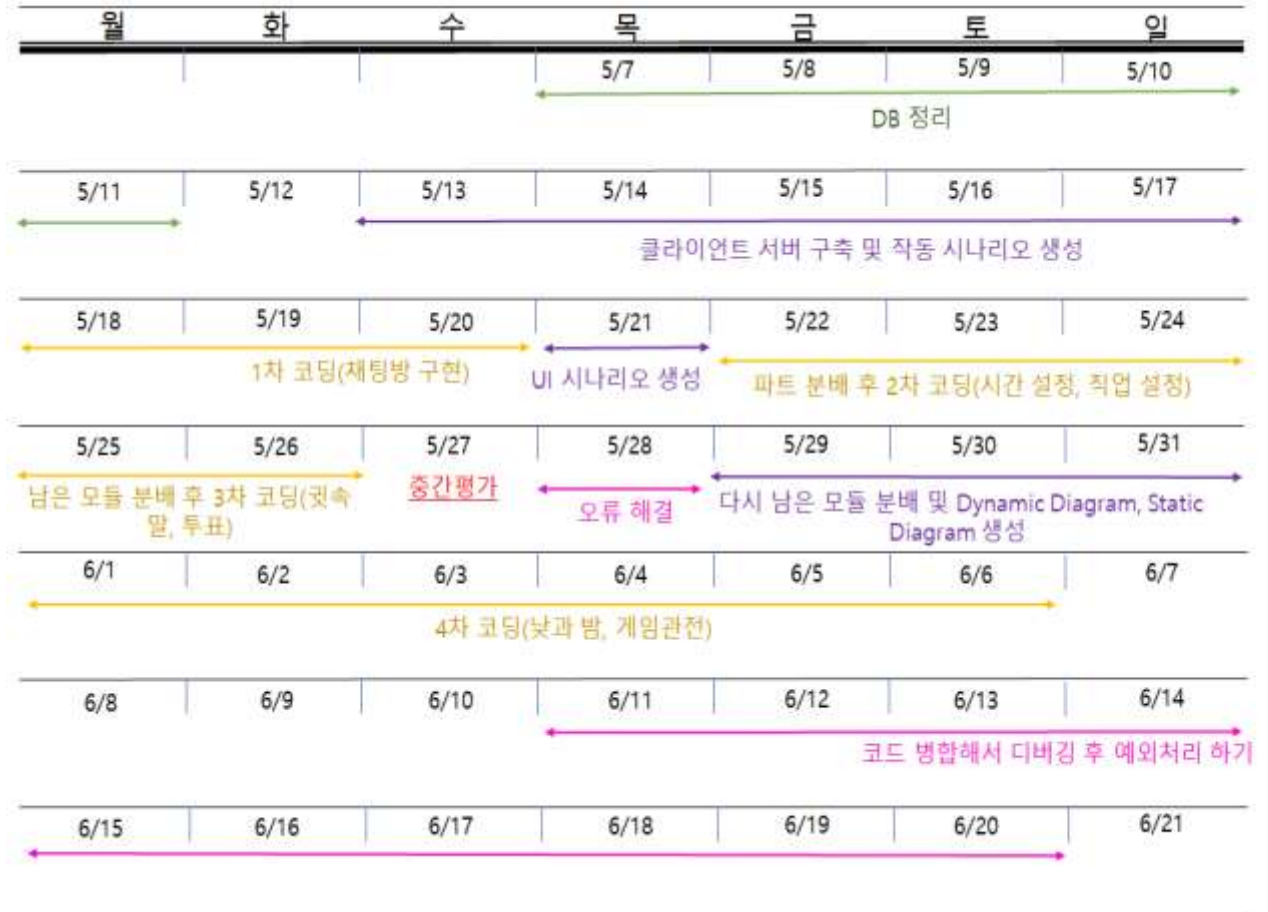 월 화 수 목 금 토 일
5/7 5/8 5/9 5/10
DB 정리
5/11 5/12 5/13 5/14 5/15 5/16 5/17
클라이언트 서버 구축 및 작동 시나리오 생성
5/18 5/19 5/20 5/21 5/22 5/23 5/24
1차 코딩(채팅방 구현) UI 시나리오 생성 파트 분배 후 2차 코딩(시간 설정, 직업 설정)
5/25 5/26 5/27 5/28 5/29 5/30 5/31
남은 모듈 분배 후 3차 코딩(귓속
말, 투표)
중간평가
오류 해결
다시 남은 모듈 분배 및 Dynamic Diagram, Static
Diagram 생성
6/1 6/2 6/3 6/4 6/5 6/6 6/7
4차 코딩(낮과 밤, 게임관전)
6/8 6/9 6/10 6/11 6/12 6/13 6/14
코드 병합해서 디버깅 후 예외처리 하기
6/15 6/16 6/17 6/18 6/19 6/20 6/21